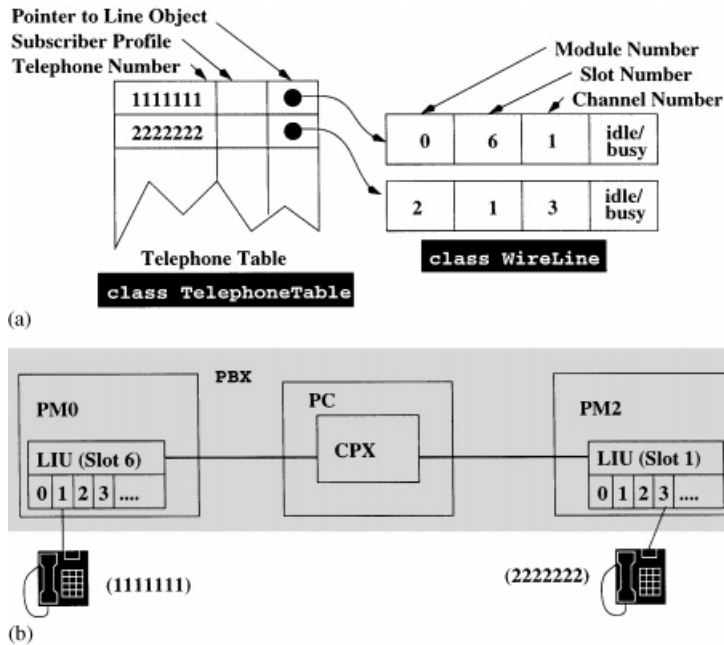 Pointer to Line Object
Subscriber Profile
Telephone Number
Module Number
Slot Number
Channel Number
1111111
2222222
0 6 1 idle/
busy
2 1 3 idle/
busy
Telephone Table
class TelephoneTable
class WireLine
(a)
PBX
PM0
PC
PM2
CPX
LIU (Slot 6)
0 1 2 3 ....
LIU (Slot 1)
0 1 2 3 ....
(1111111)
(2222222)
(b)